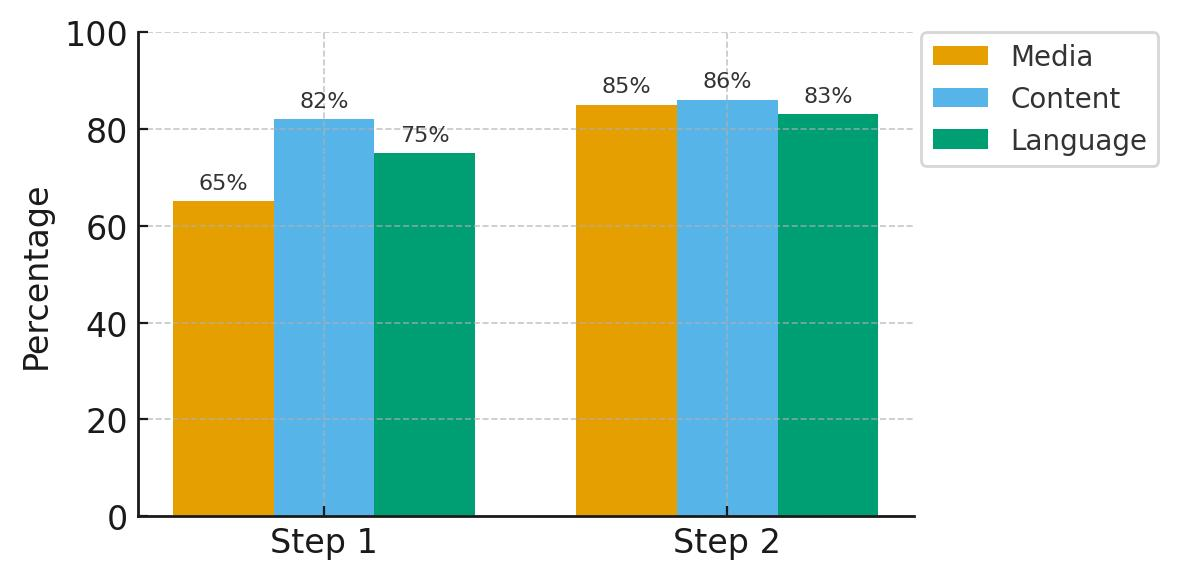 Percentage
100
80
60
40
20
0
82%
75%
65%
85%
86%
83%
Step 1
Step 2
Media
Content
Language